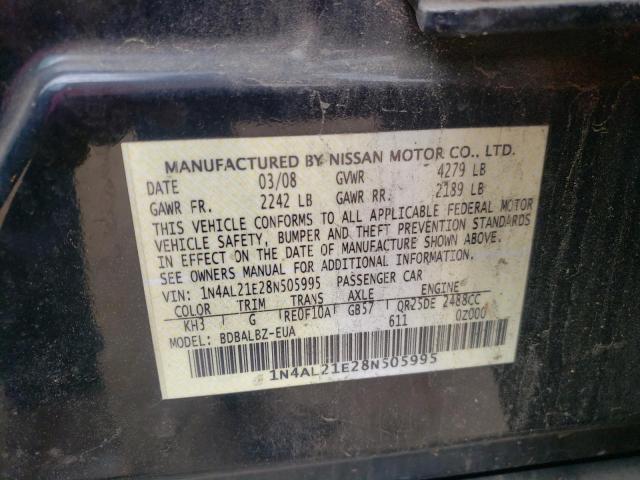 MANUFACTURED BY NISSAN MOTOR CO., LTD.
DATE 03/08 GVWR 4279 LB
GAWR FR. 2242 LB GAWR RR. 2189 LB
THIS VEHICLE CONFORMS TO ALL APPLICABLE FEDERAL MOTOR
VEHICLE SAFETY, BUMPER AND THEFT PREVENTION STANDARDS
IN EFFECT ON THE DATE OF MANUFACTURE SHOWN ABOVE.
SEE OWNERS MANUAL FOR ADDITIONAL INFORMATION.
VIN: 1N4AL21E28N505995 PASSENGER CAR
COLOR TRIM TRANS AXLE ENGINE
KH3 G RE0F10A GB57 QR25DE 2488CC
MODEL: BDBALBZ-EUA 611 0Z000
1N4AL21E28N505995